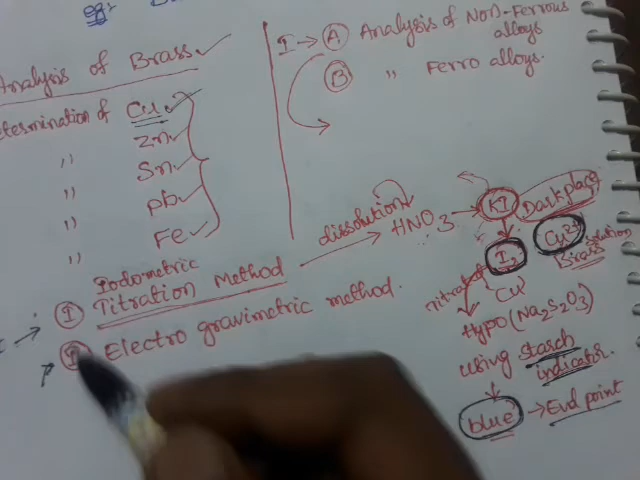 eg:
Analysis of Brass
Determination of Cu
" Zn
" Sn
" Pb
" Fe
I → A Analysis of Non-Ferrous
alloys
B " Ferro alloys.
Iodometric
I Titration Method
dissolution
HNO3 → KI Dark place
I2 Cu2+
solution
Brass
Cu
titrated
Hypo (Na2S2O3)
using starch
indicator.
blue → End point
II Electro gravimetric method.